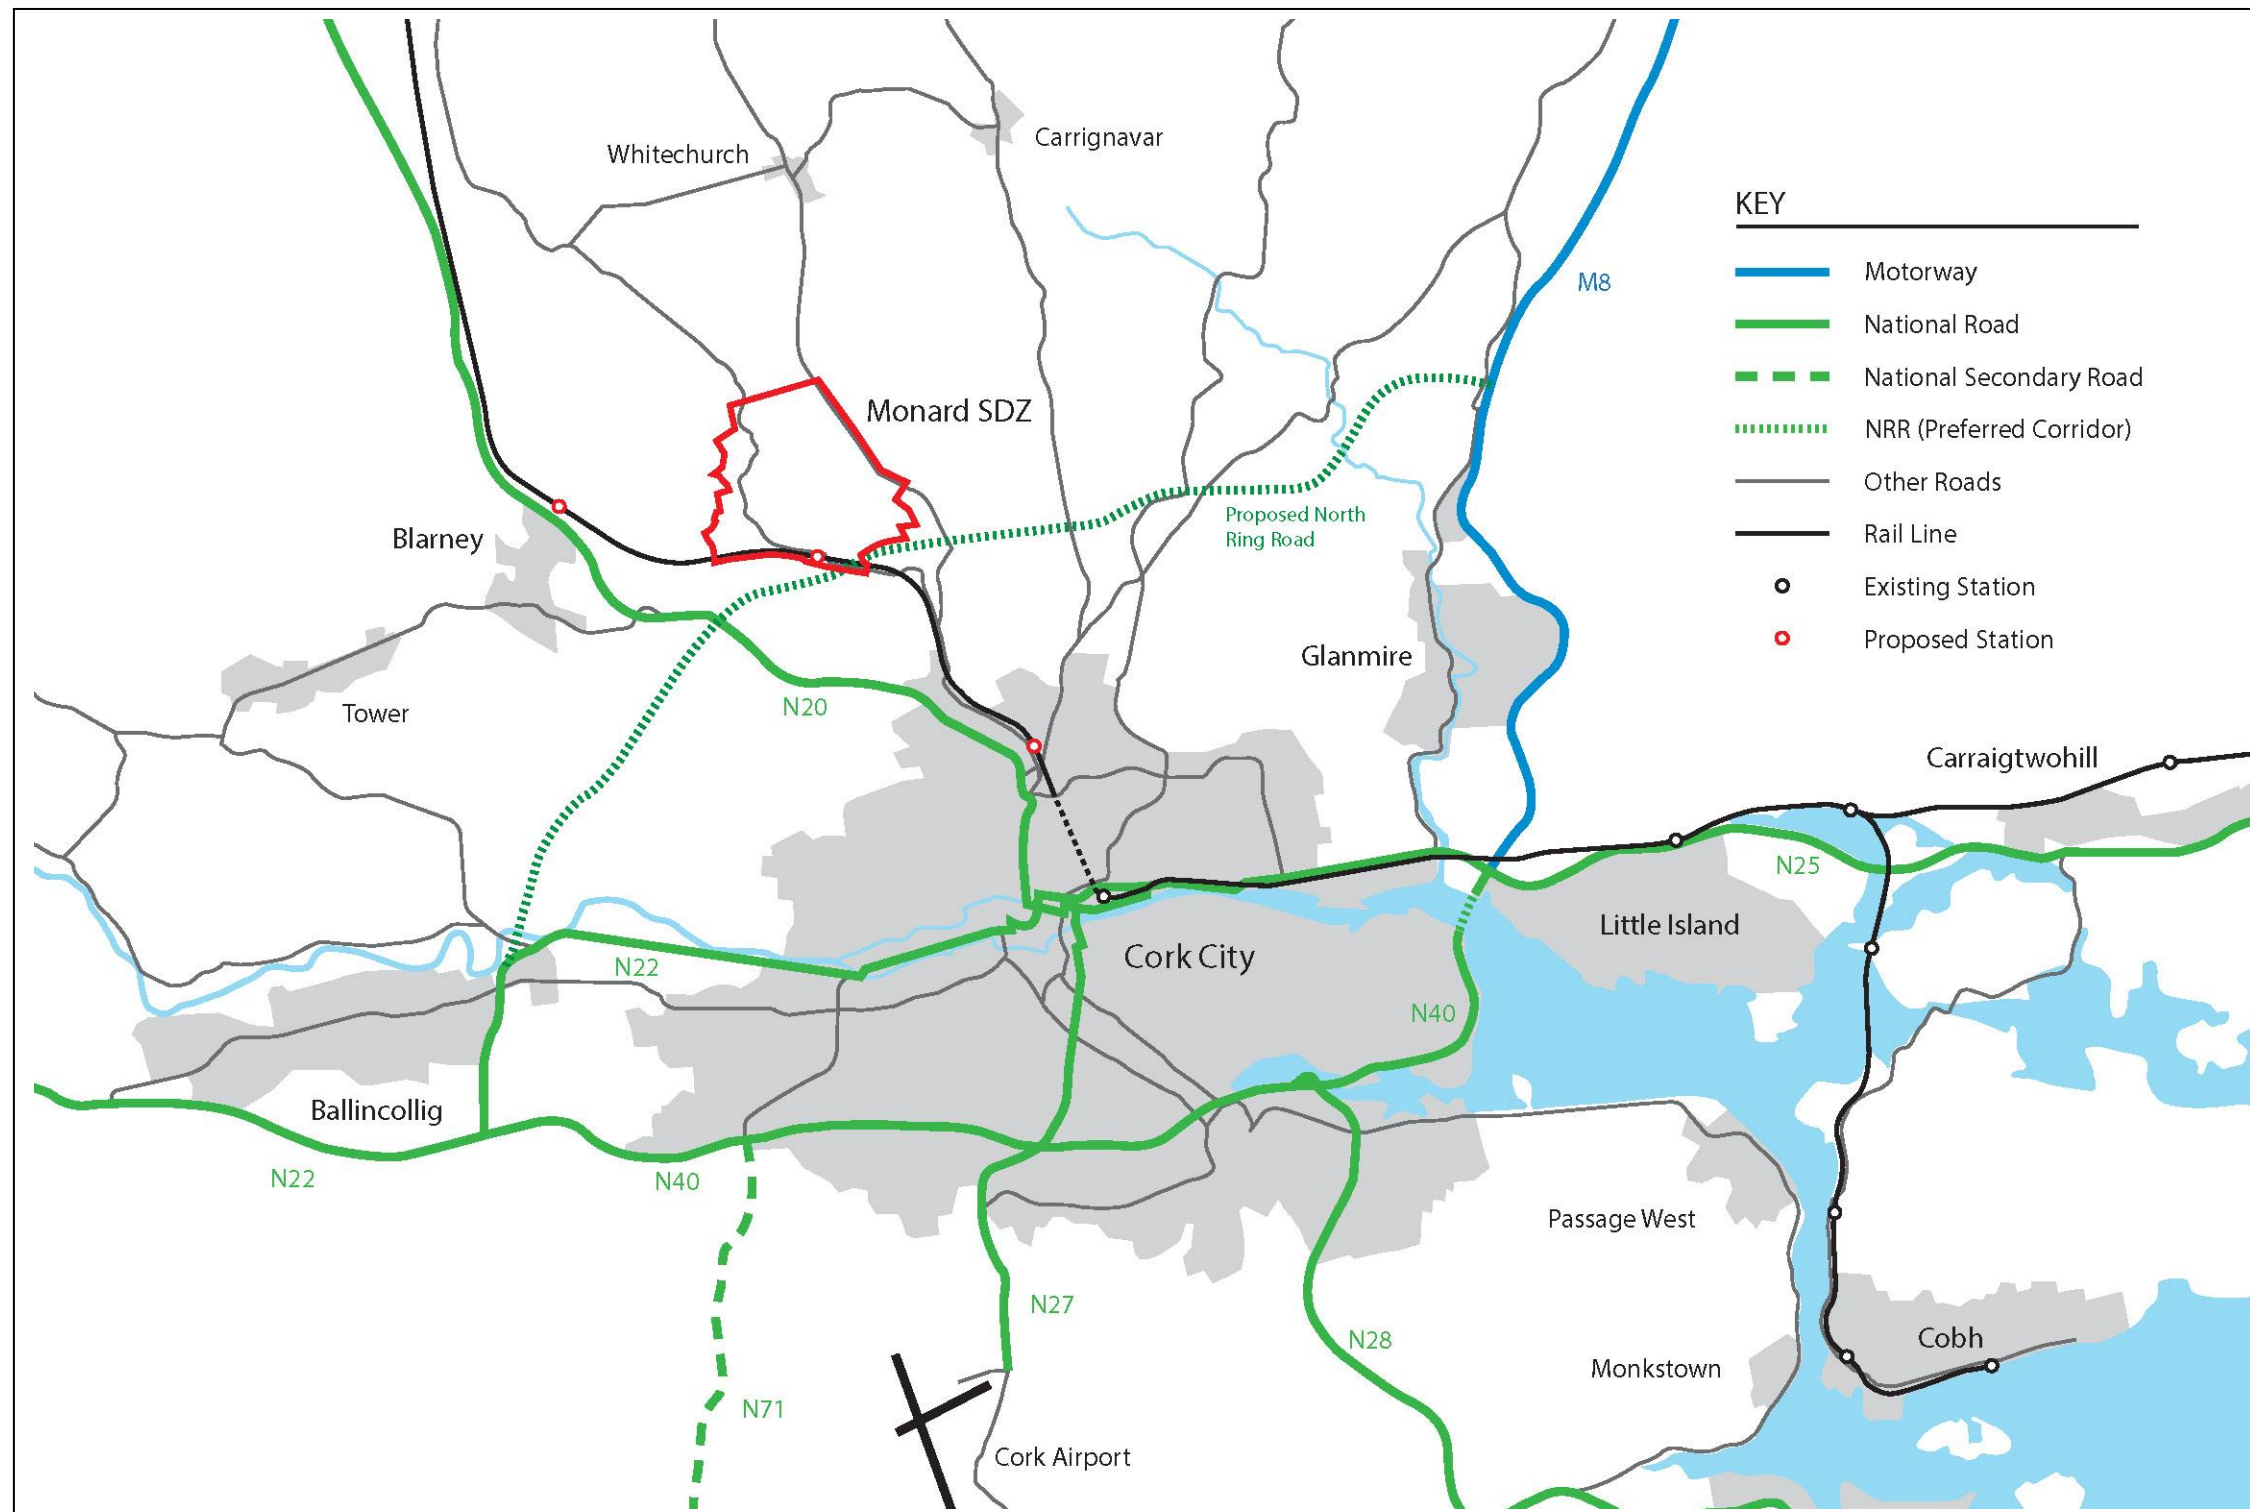 Whitechurch
Carrignavar
KEY
Motorway
National Road
National Secondary Road
NRR (Preferred Corridor)
Other Roads
Rail Line
Existing Station
Proposed Station
M8
Monard SDZ
Proposed North
Ring Road
Blarney
Glanmire
Tower
N20
Carraigtwohill
N25
Little Island
Cork City
N22
N40
Ballincollig
N22
N40
Passage West
N27
N28
Cobh
Monkstown
N71
Cork Airport